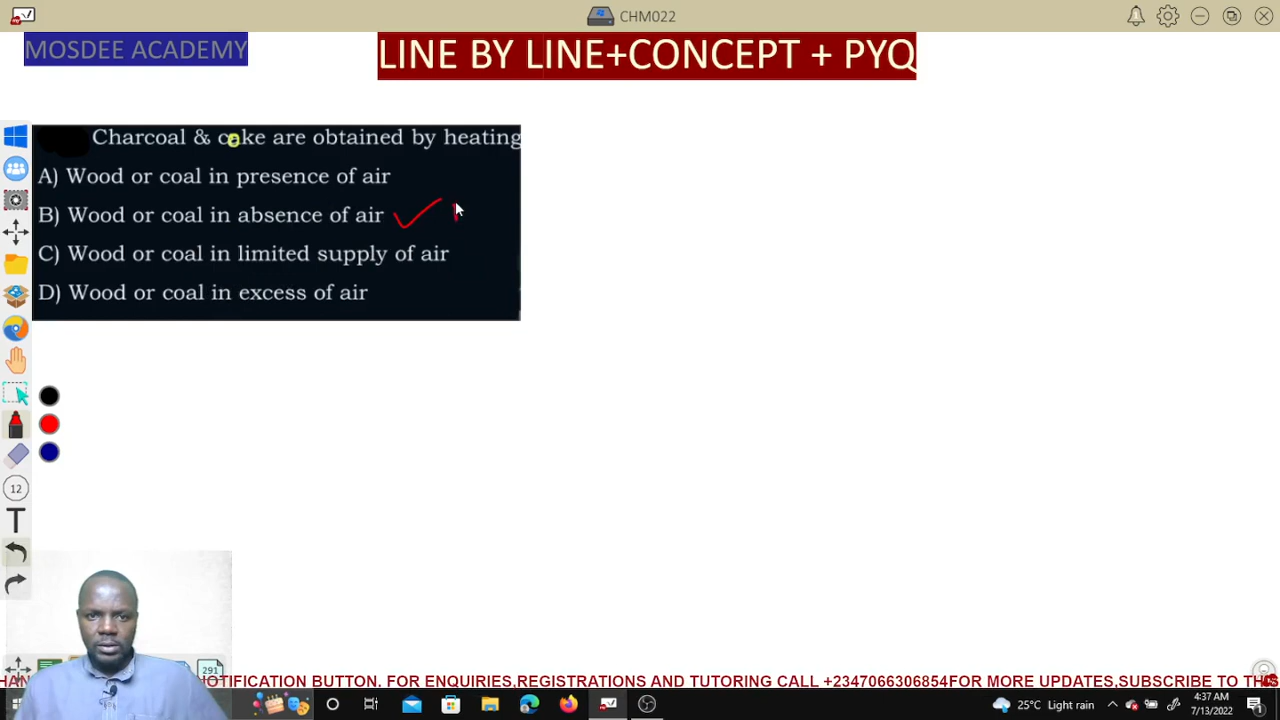 CHM022
MOSDEE ACADEMY
LINE BY LINE+CONCEPT + PYQ
Charcoal & coke are obtained by heating
A) Wood or coal in presence of air
B) Wood or coal in absence of air
C) Wood or coal in limited supply of air
D) Wood or coal in excess of air
12
T
291
OTIFICATION BUTTON. FOR ENQUIRIES,REGISTRATIONS AND TUTORING CALL +2347066306854FOR MORE UPDATES,SUBSCRIBE TO
25°C Light rain
4:37 AM
7/13/2022